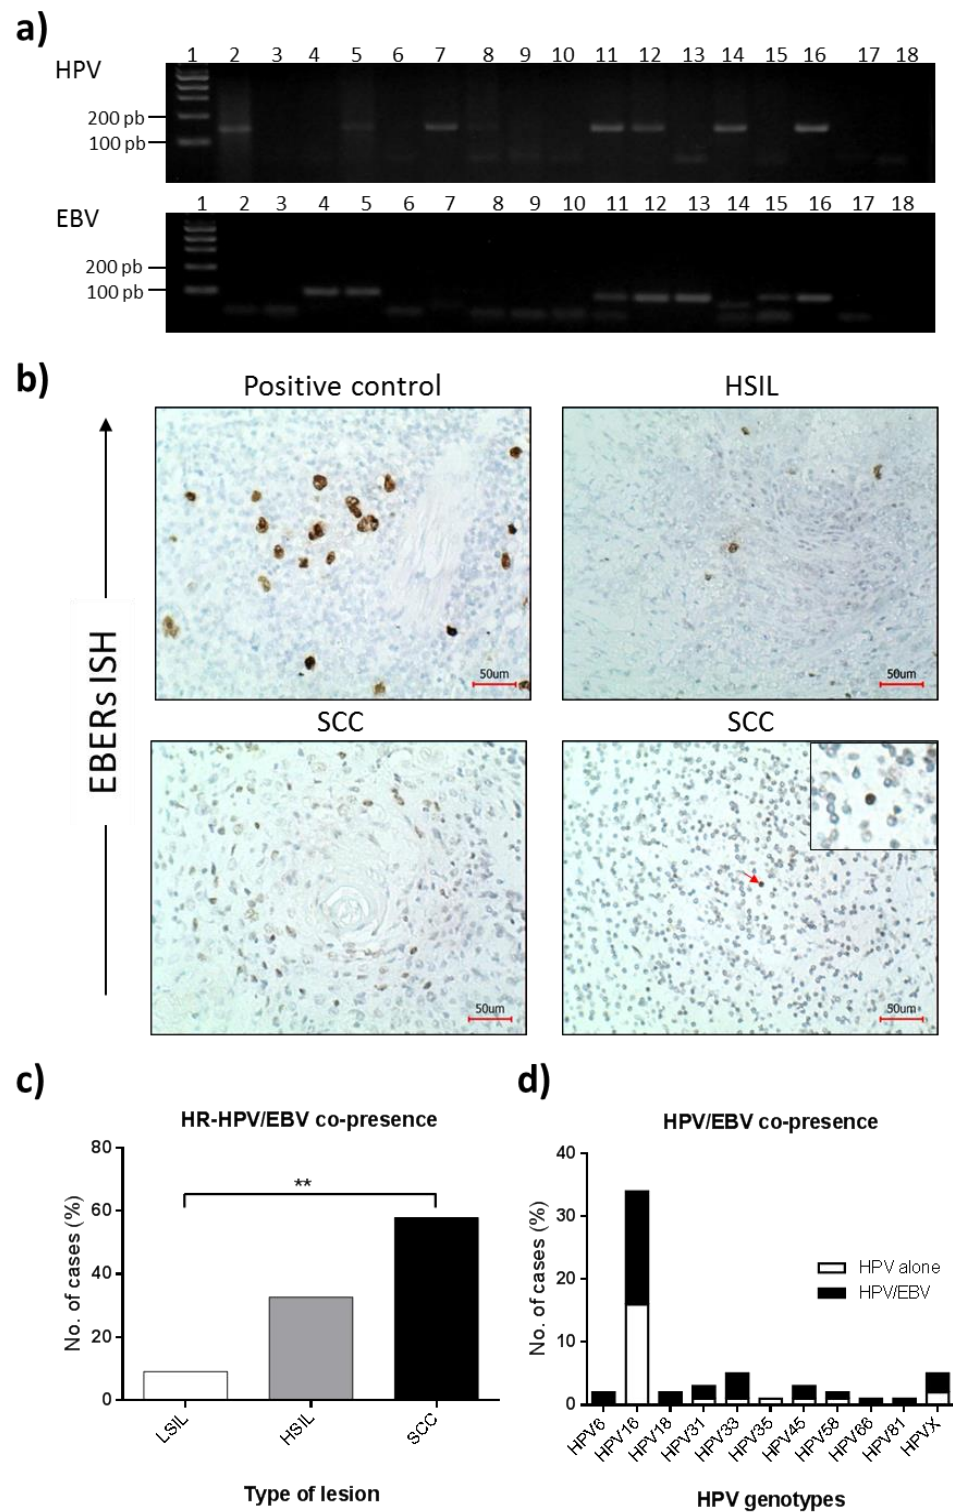 a)
HPV
1 2 3 4 5 6 7 8 9 10 11 12 13 14 15 16 17 18
200 pb
100 pb
EBV
1 2 3 4 5 6 7 8 9 10 11 12 13 14 15 16 17 18
200 pb
100 pb
b)
EBERs ISH
Positive control
HSIL
50um
50um
SCC
SCC
50um
50um
c)
HR-HPV/EBV co-presence
No. of cases (%)
80
60
40
20
0
**
LSIL
HSIL
SCC
Type of lesion
d)
HPV/EBV co-presence
No. of cases (%)
40
30
20
10
0
HPV alone
HPV/EBV
HPV6
HPV16
HPV18
HPV31
HPV33
HPV35
HPV45
HPV58
HPV66
HPV81
HPVX
HPV genotypes